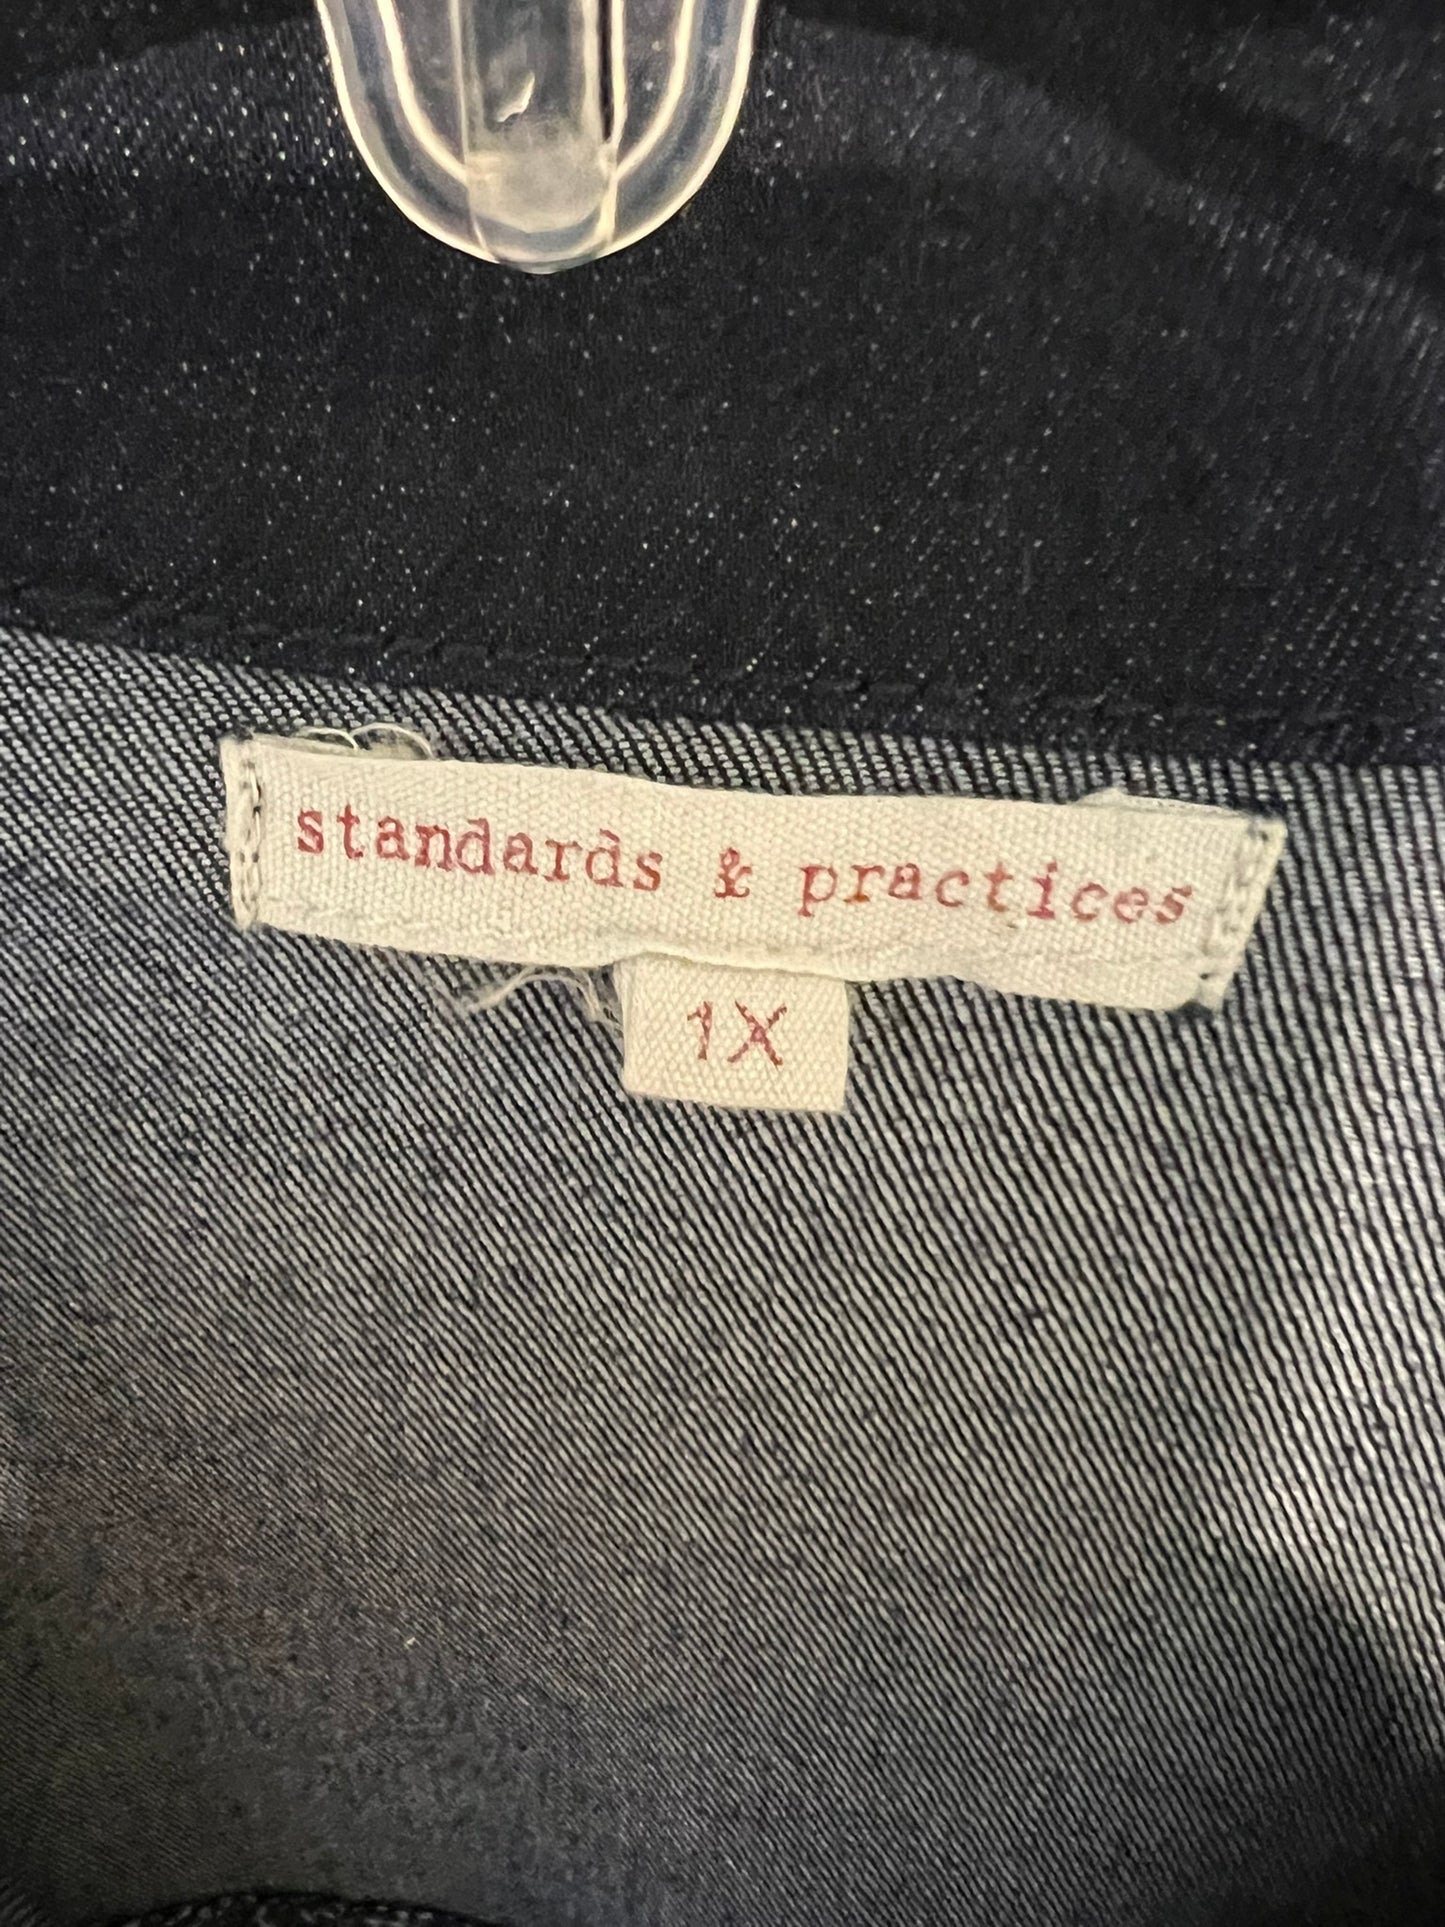 standards & practices
1X